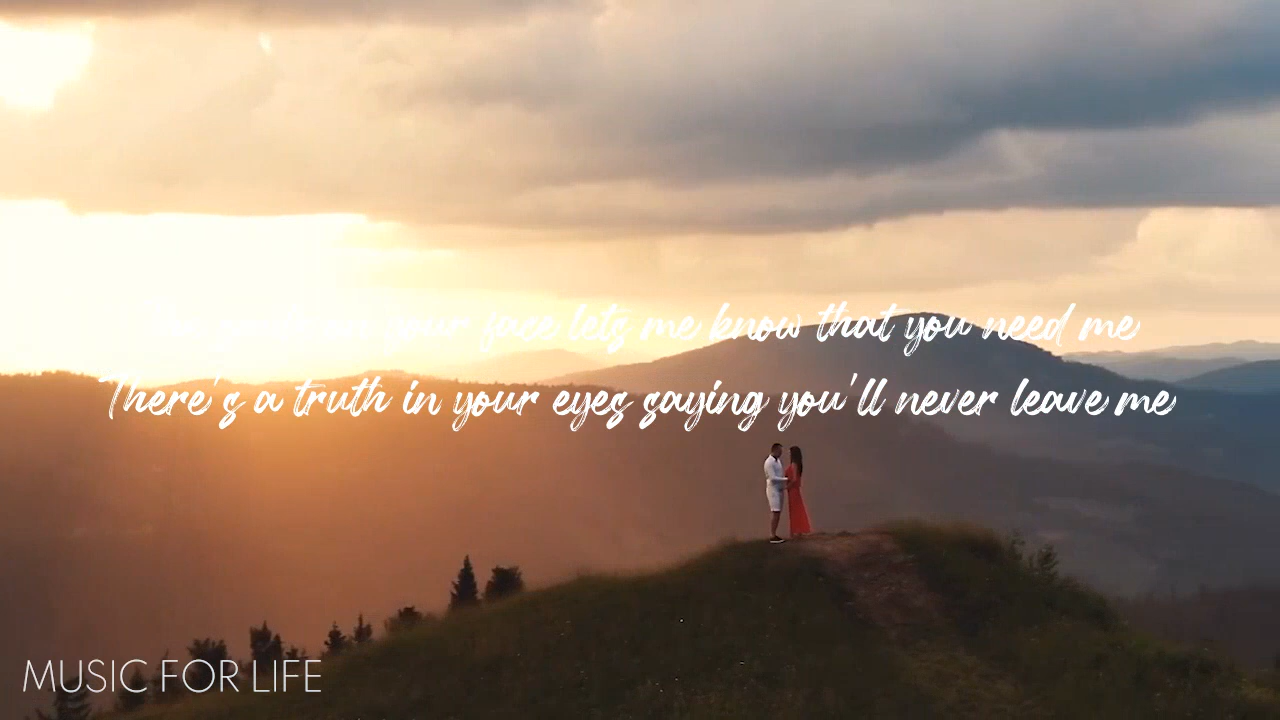 your face lets me know that you need me
There's a truth in your eyes saying you'll never leave me
MUSIC FOR LIFE